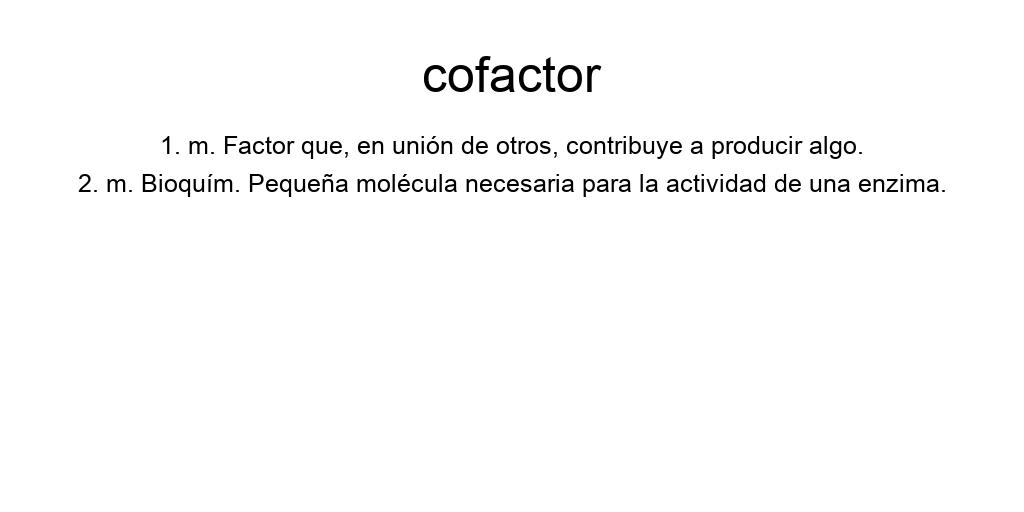 cofactor
1. m. Factor que, en unión de otros, contribuye a producir algo.
2. m. Bioquím. Pequeña molécula necesaria para la actividad de una enzima.